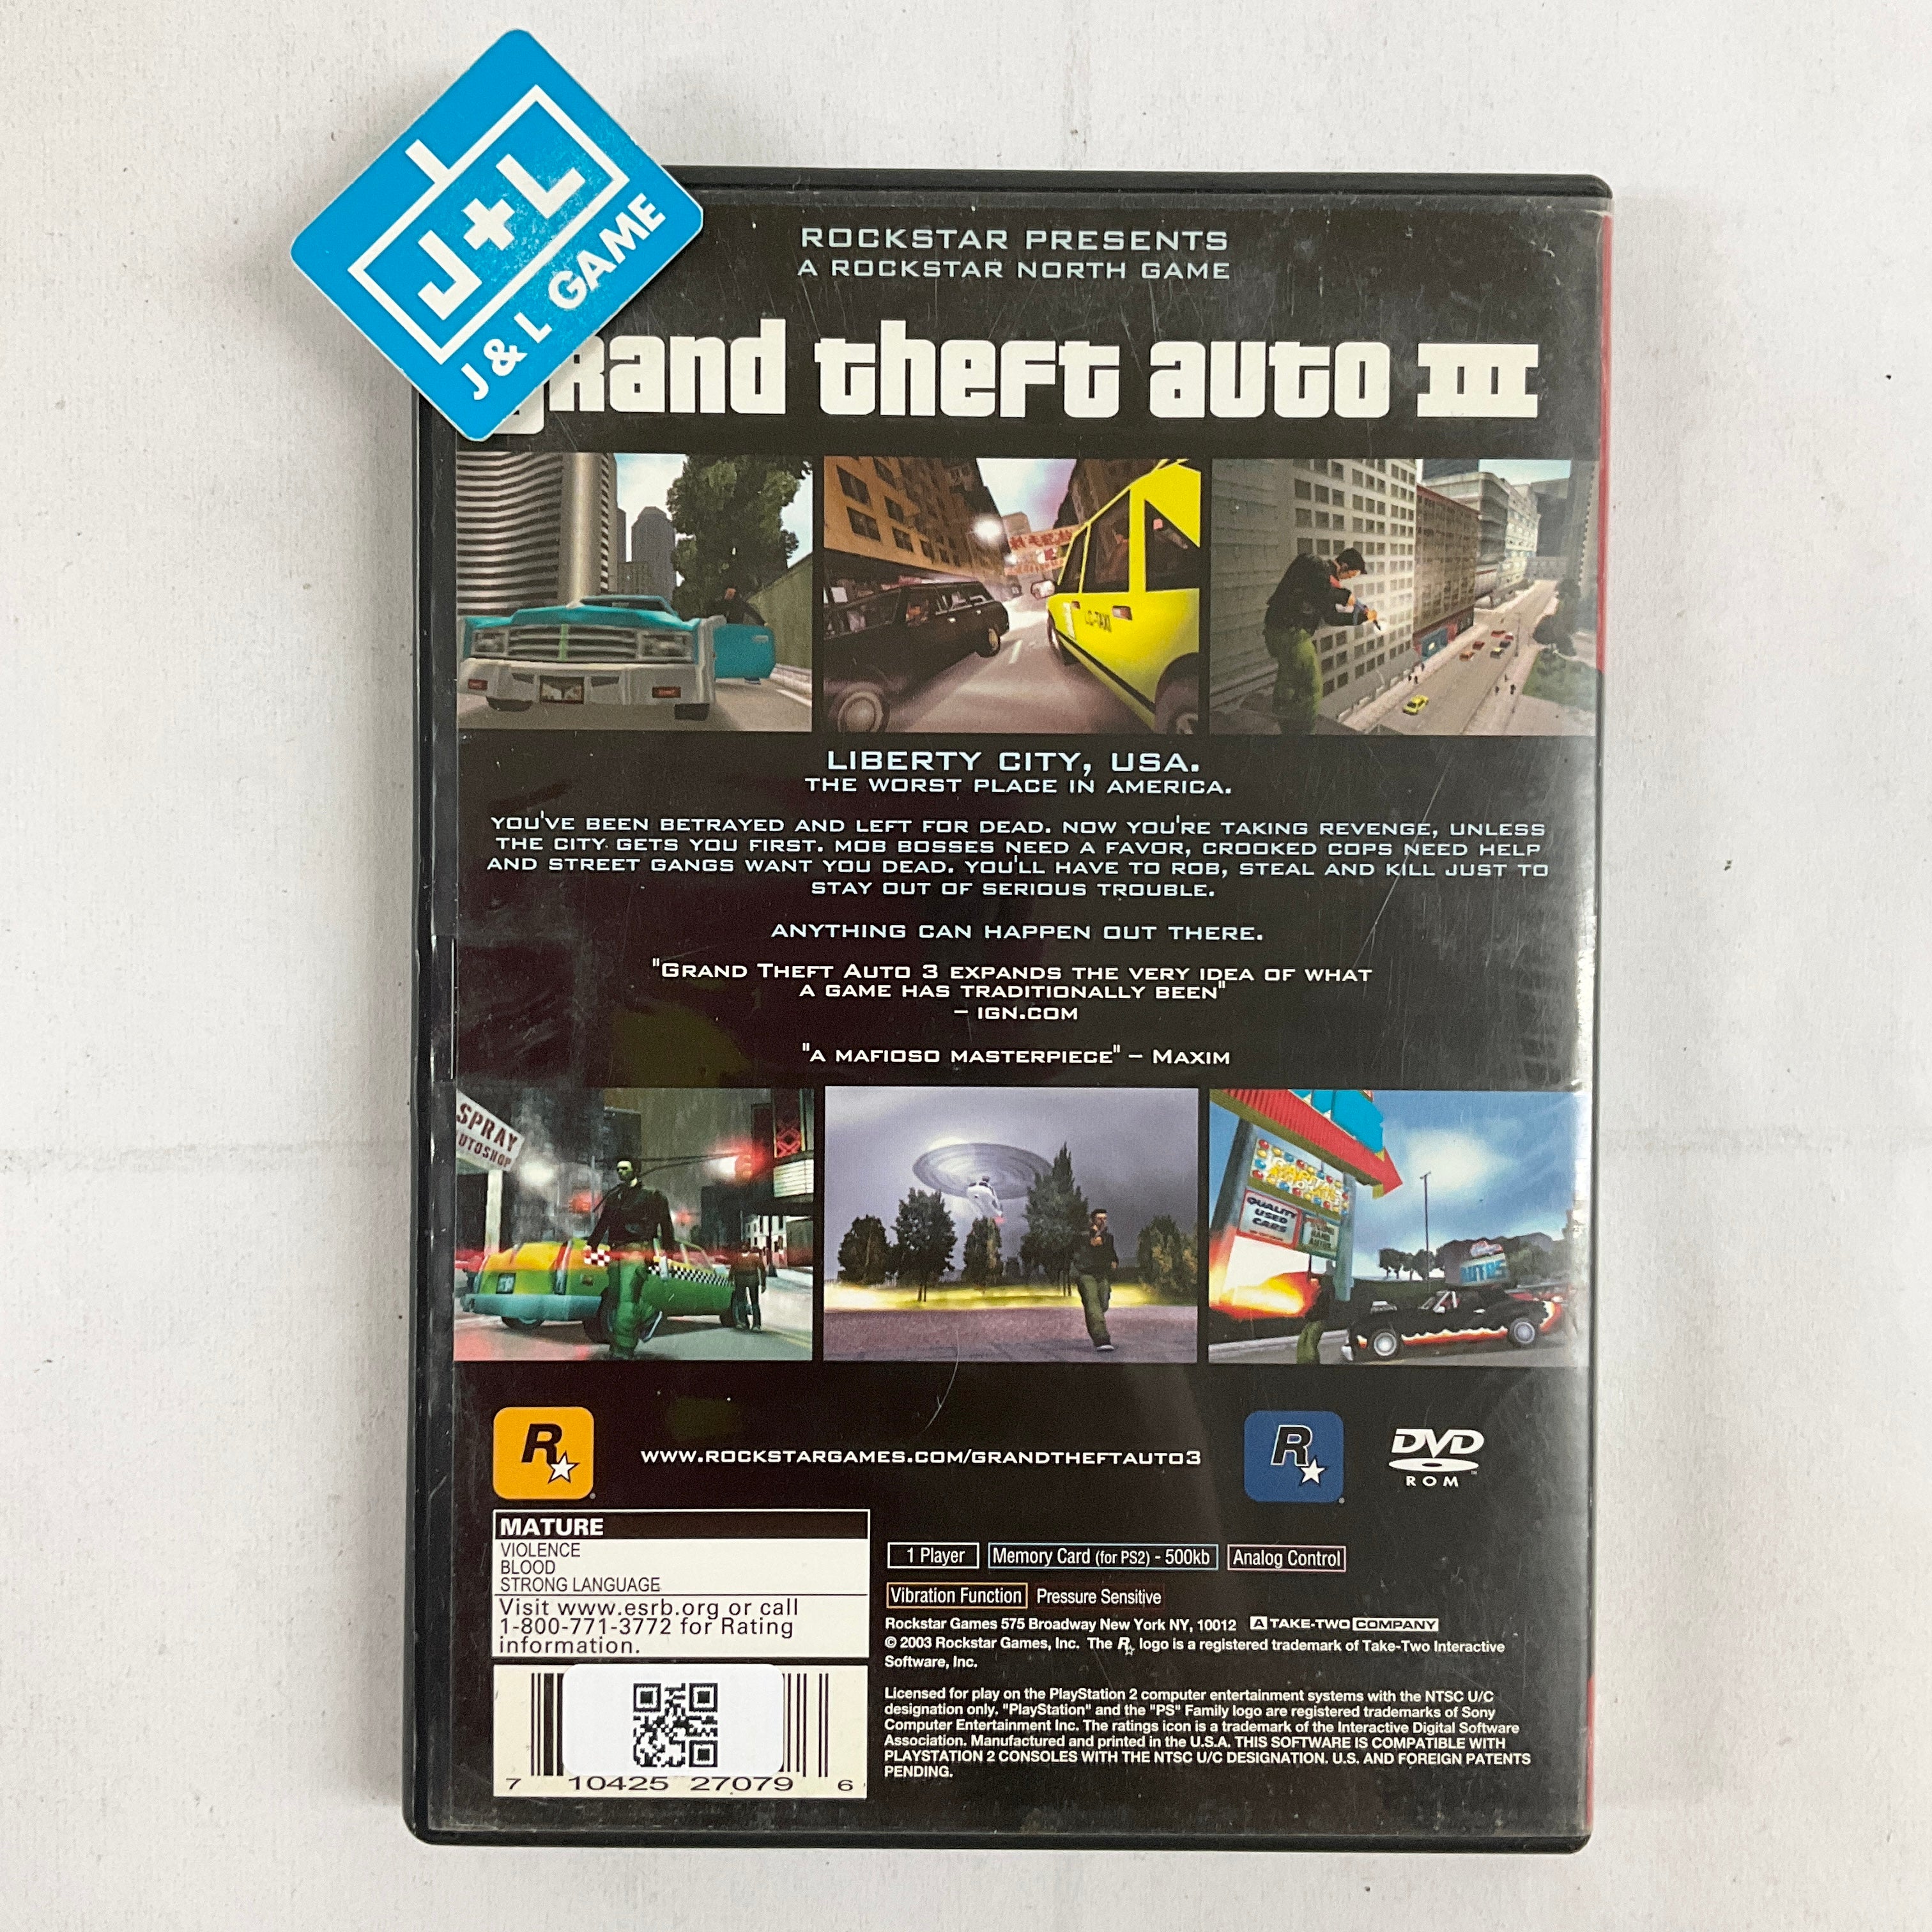 J+L
J & L GAME
ROCKSTAR PRESENTS
A ROCKSTAR NORTH GAME
grand theft auto III
LC-TAXI
LIBERTY CITY, USA.
THE WORST PLACE IN AMERICA.
YOU'VE BEEN BETRAYED AND LEFT FOR DEAD. NOW YOU'RE TAKING REVENGE, UNLESS
THE CITY GETS YOU FIRST. MOB BOSSES NEED A FAVOR, CROOKED COPS NEED HELP
AND STREET GANGS WANT YOU DEAD. YOU'LL HAVE TO ROB, STEAL AND KILL JUST TO
STAY OUT OF SERIOUS TROUBLE.
ANYTHING CAN HAPPEN OUT THERE.
"GRAND THEFT AUTO 3 EXPANDS THE VERY IDEA OF WHAT
A GAME HAS TRADITIONALLY BEEN"
– IGN.COM
"A MAFIOSO MASTERPIECE" – MAXIM
SPRAY
UTOSHOP
QUALITY
USED
CARS
AUTOS
R
WWW.ROCKSTARGAMES.COM/GRANDTHEFTAUTO3
R
DVD
ROM
MATURE
VIOLENCE
BLOOD
STRONG LANGUAGE
Visit www.esrb.org or call
1-800-771-3772 for Rating
information.
7 10425 27079 6
1 Player Memory Card (for PS2) - 500kb Analog Control
Vibration Function Pressure Sensitive
Rockstar Games 575 Broadway New York NY, 10012 A TAKE-TWO COMPANY
© 2003 Rockstar Games, Inc. The R logo is a registered trademark of Take-Two Interactive
Software, Inc.
Licensed for play on the PlayStation 2 computer entertainment systems with the NTSC U/C
designation only. "PlayStation" and the "PS" Family logo are registered trademarks of Sony
Computer Entertainment Inc. The ratings icon is a trademark of the Interactive Digital Software
Association. Manufactured and printed in the U.S.A. THIS SOFTWARE IS COMPATIBLE WITH
PLAYSTATION 2 CONSOLES WITH THE NTSC U/C DESIGNATION. U.S. AND FOREIGN PATENTS
PENDING.